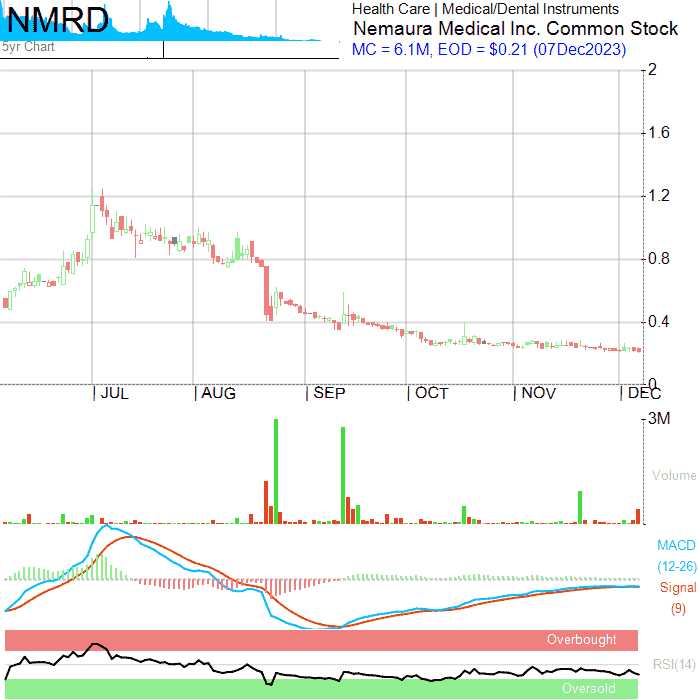 NMRD
5yr Chart
Health Care | Medical/Dental Instruments
Nemaura Medical Inc. Common Stock
MC = 6.1M, EOD = $0.21 (07Dec2023)
2
1.6
1.2
0.8
0.4
0
JUL AUG SEP OCT NOV DEC
3M
Volume
MACD
(12-26)
Signal
(9)
Overbought
RSI(14)
Oversold